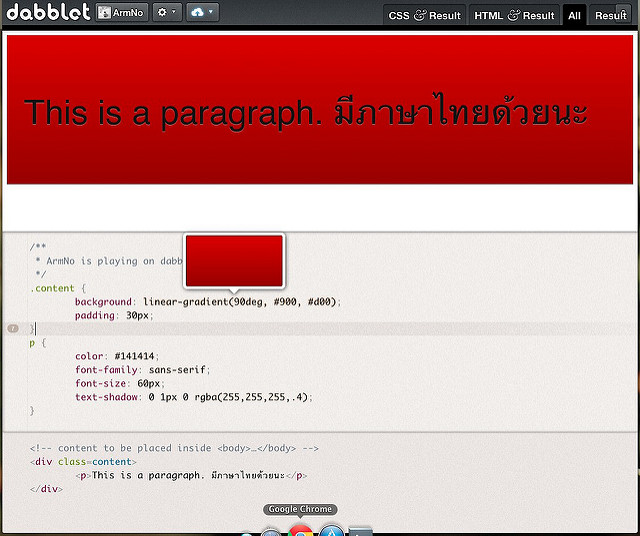 dabblet ArmNo CSS & Result HTML & Result All Result
This is a paragraph. มีภาษาไทยด้วยนะ
/**
* ArmNo is playing on dabb
*/
.content {
background: linear-gradient(90deg, #900, #d00);
padding: 30px;
}
p {
color: #141414;
font-family: sans-serif;
font-size: 60px;
text-shadow: 0 1px 0 rgba(255,255,255,.4);
}
<!-- content to be placed inside <body>…</body> -->
<div class=content>
<p>This is a paragraph. มีภาษาไทยด้วยนะ</p>
</div>
Google Chrome